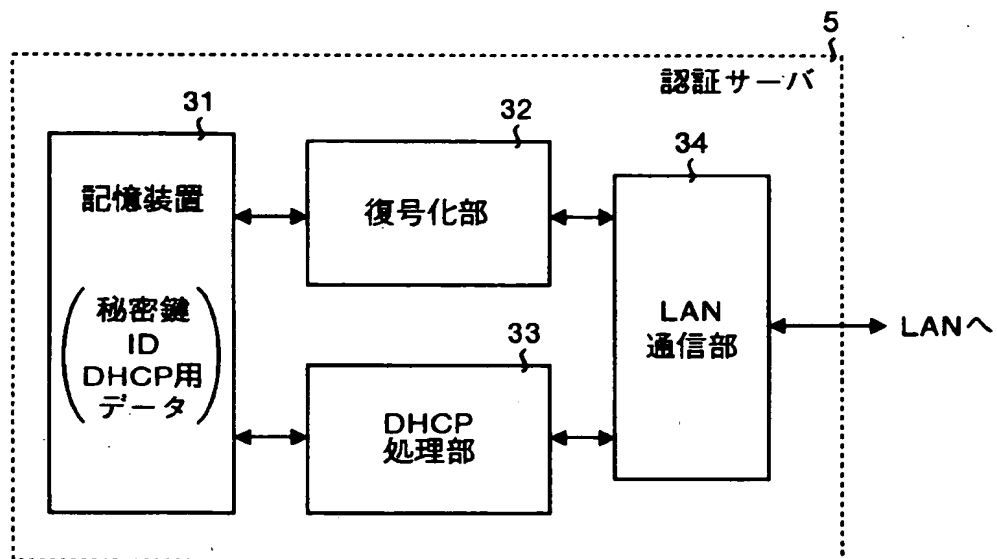 5
認証サーバ
31
記憶装置
秘密鍵
ID
DHCP用
データ
32
復号化部
33
DHCP
処理部
34
LAN
通信部
LANへ